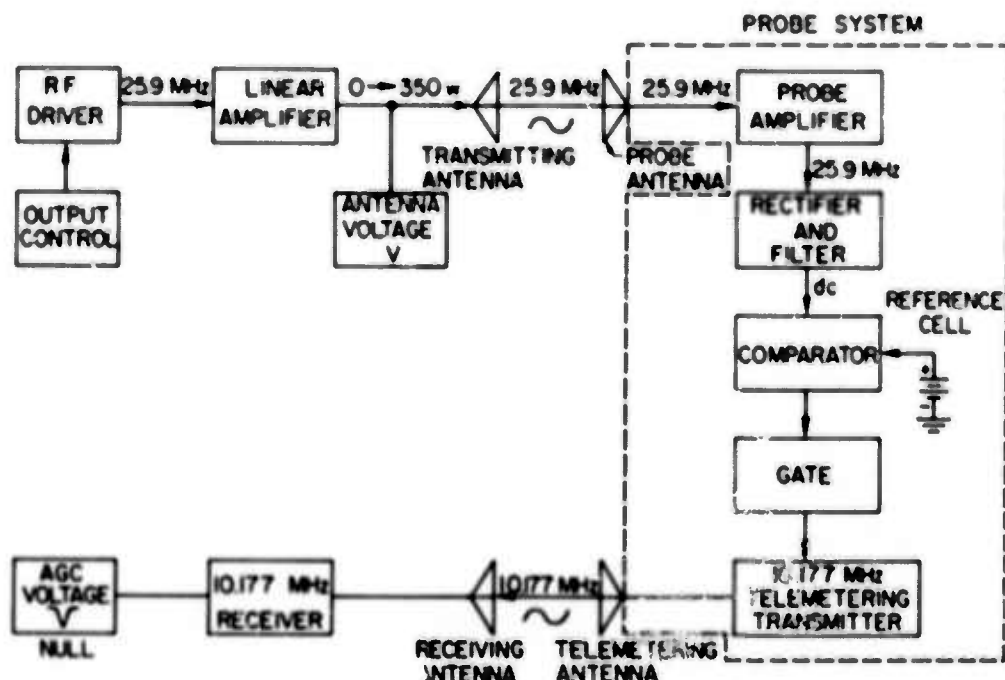 PROBE SYSTEM
RF
DRIVER
25.9 MHz
LINEAR
AMPLIFIER
0 → 350 w
25.9 MHz
25.9 MHz
PROBE
AMPLIFIER
TRANSMITTING
ANTENNA
PROBE
ANTENNA
25.9 MHz
OUTPUT
CONTROL
ANTENNA
VOLTAGE
V
RECTIFIER
AND
FILTER
dc
REFERENCE
CELL
COMPARATOR
+
-
GATE
AGC
VOLTAGE
NULL
10.177 MHz
RECEIVER
10.177 MHz
10.177 MHz
TELEMETERING
TRANSMITTER
RECEIVING
ANTENNA
TELEMETERING
ANTENNA